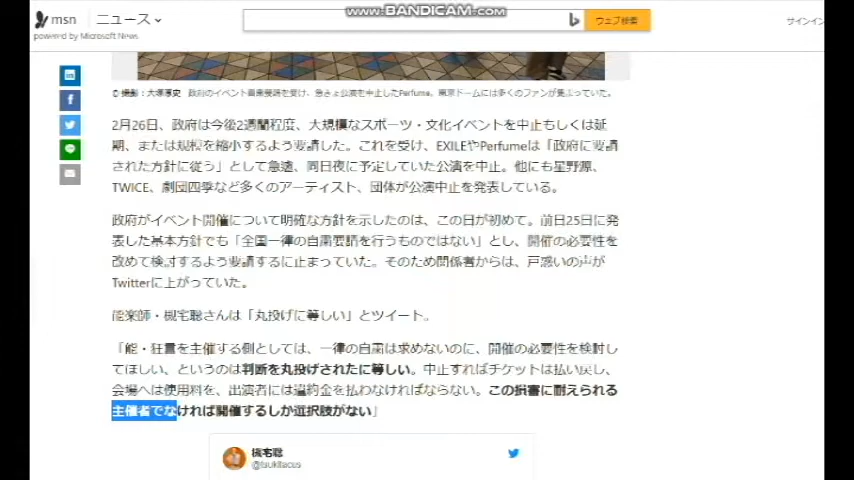 www.BANDICAM.com
msn ニュース
powered by Microsoft News
ウェブ検索
サインイン
© 撮影:大塚淳史 政府のイベント自粛要請を受け、急きょ公演を中止したPerfume。東京ドームには多くのファンが集まっていた。
2月26日、政府は今後2週間程度、大規模なスポーツ・文化イベントを中止もしくは延
期、または規模を縮小するよう要請した。これを受け、EXILEやPerfumeは「政府に要請
された方針に従う」として急遽、同日夜に予定していた公演を中止。他にも星野源、
TWICE、劇団四季など多くのアーティスト、団体が公演中止を発表している。
政府がイベント開催について明確な方針を示したのは、この日が初めて。前日25日に発
表した基本方針でも「全国一律の自粛要請を行うものではない」とし、開催の必要性を
改めて検討するよう要請するに止まっていた。そのため関係者からは、戸惑いの声が
Twitterに上がっていた。
能楽師・槻宅聡さんは「丸投げに等しい」とツイート。
「能・狂言を主催する側としては、一律の自粛は求めないのに、開催の必要性を検討し
てほしい、というのは判断を丸投げされたに等しい。中止すればチケットは払い戻し、
会場へは使用料を、出演者には違約金を払わなければならない。この損害に耐えられる
主催者でなければ開催するしか選択肢がない」
槻宅聡
@tsukitacus